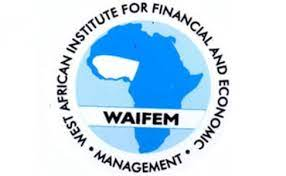 WEST AFRICAN INSTITUTE FOR FINANCIAL AND ECONOMIC
• MANAGEMENT •
WAIFEM